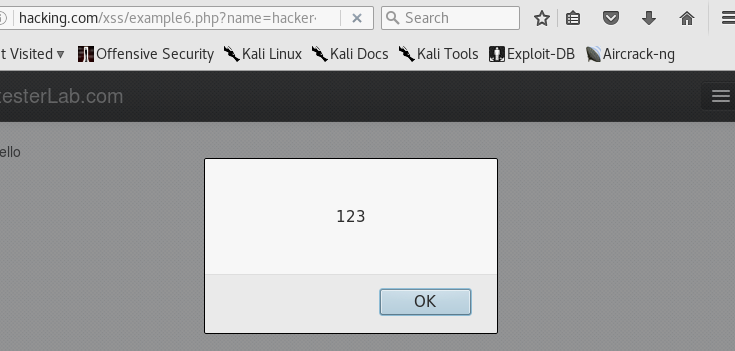 hacking.com/xss/example6.php?name=hacker
Search
t Visited Offensive Security Kali Linux Kali Docs Kali Tools Exploit-DB Aircrack-ng
esterLab.com
ello
123
OK